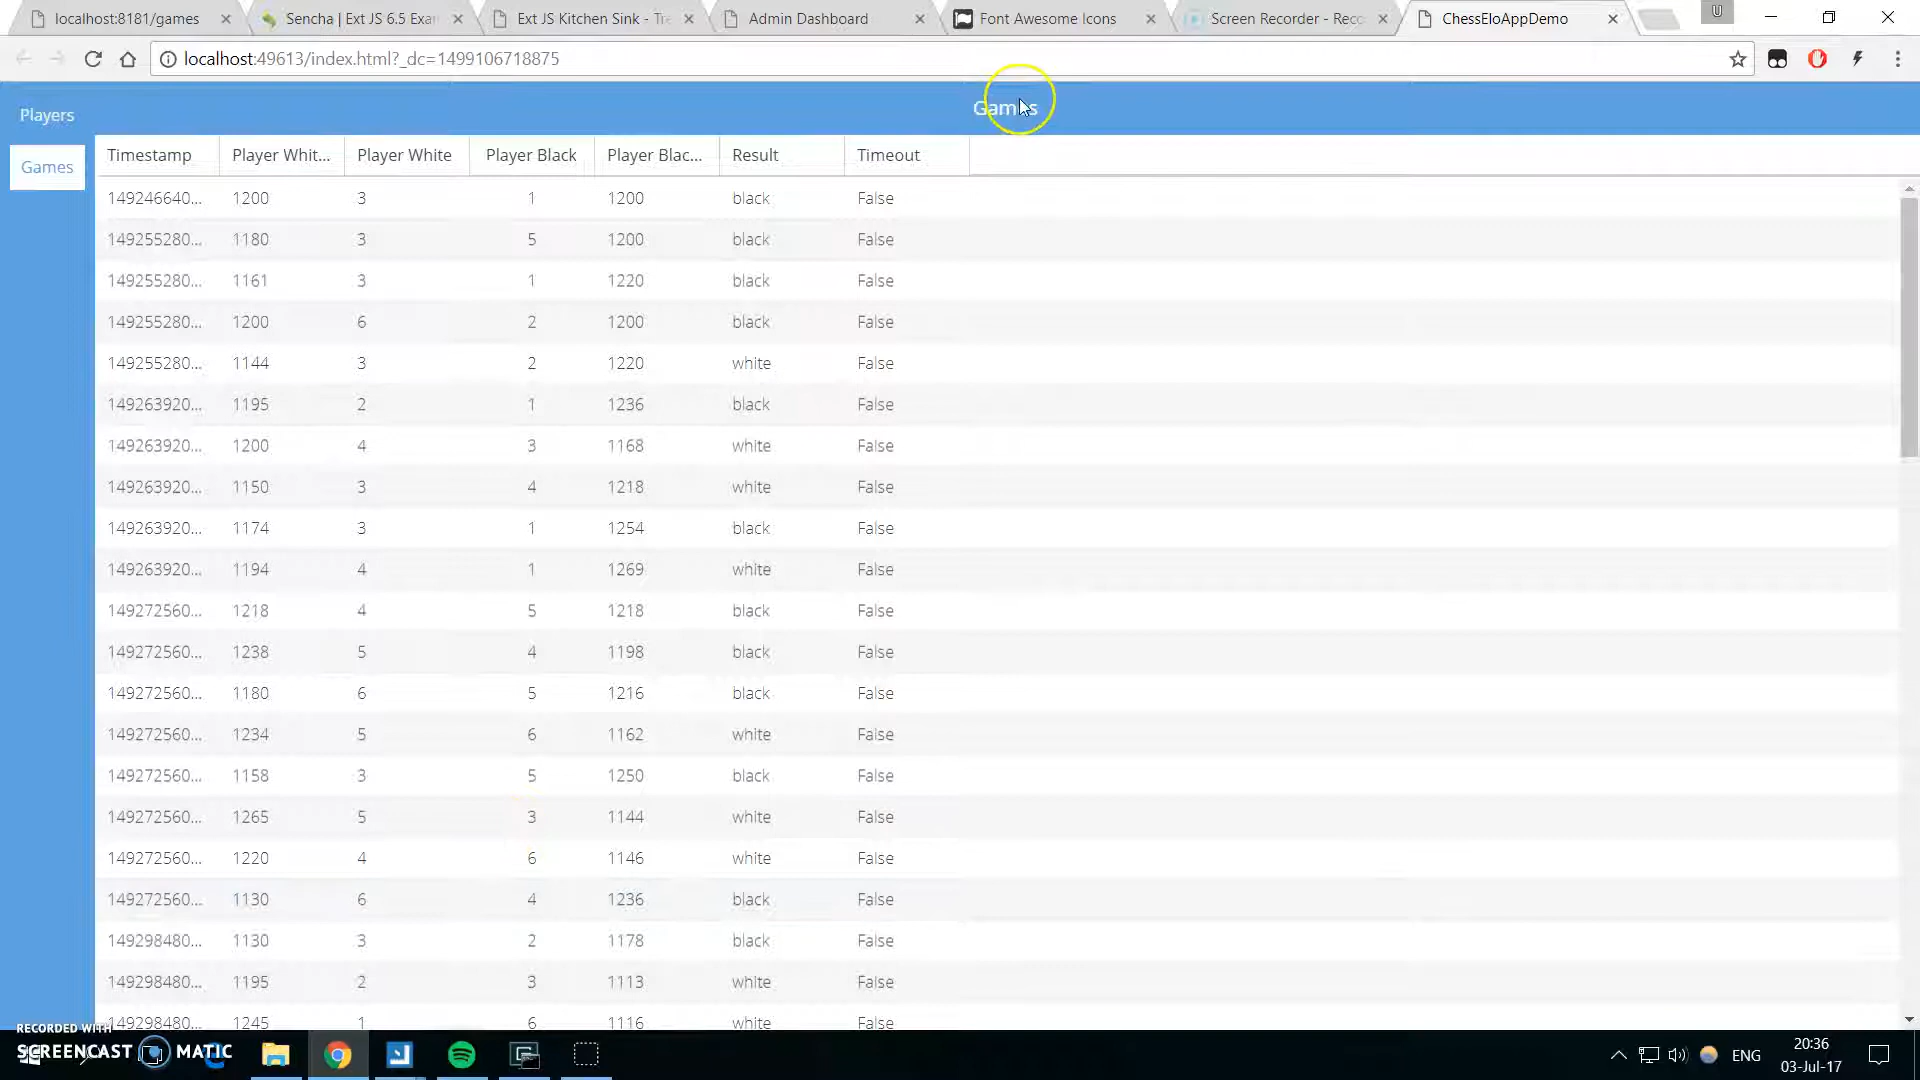 localhost:8181/games
Sencha | Ext JS 6.5 Exa
Ext JS Kitchen Sink - Tre
Admin Dashboard
Font Awesome Icons
Screen Recorder - Reco
ChessEloAppDemo
U
localhost:49613/index.html?_dc=1499106718875
Players
Games
Games
Timestamp Player Whit... Player White Player Black Player Blac... Result Timeout
149246640... 1200 3 1 1200 black False
149255280... 1180 3 5 1200 black False
149255280... 1161 3 1 1220 black False
149255280... 1200 6 2 1200 black False
149255280... 1144 3 2 1220 white False
149263920... 1195 2 1 1236 black False
149263920... 1200 4 3 1168 white False
149263920... 1150 3 4 1218 white False
149263920... 1174 3 1 1254 black False
149263920... 1194 4 1 1269 white False
149272560... 1218 4 5 1218 black False
149272560... 1238 5 4 1198 black False
149272560... 1180 6 5 1216 black False
149272560... 1234 5 6 1162 white False
149272560... 1158 3 5 1250 black False
149272560... 1265 5 3 1144 white False
149272560... 1220 4 6 1146 white False
149272560... 1130 6 4 1236 black False
149298480... 1130 3 2 1178 black False
149298480... 1195 2 3 1113 white False
149298480... 1245 1 6 1116 white False
RECORDED WITH
SCREENCAST MATIC
ENG
20:36
03-Jul-17